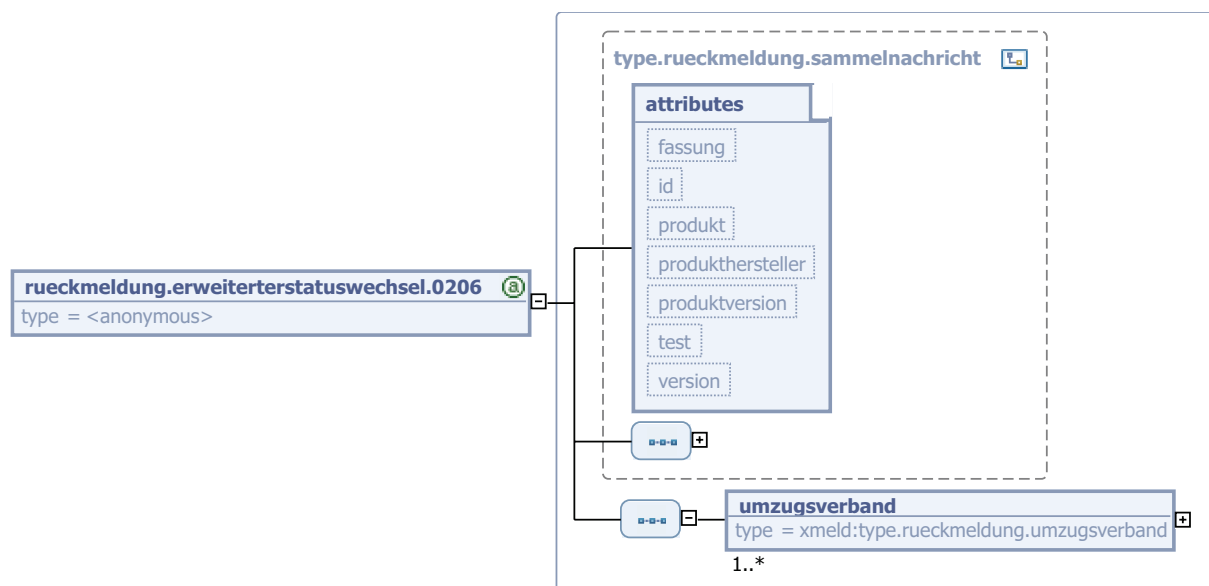 type.rueckmeldung.sammelnachricht
attributes
fassung
id
produkt
produkthersteller
produktversion
test
version
rueckmeldung.erweiterterstatuswechsel.0206 @
type = <anonymous>
umzugsverband
type = xmeld:type.rueckmeldung.umzugsverband
1..*